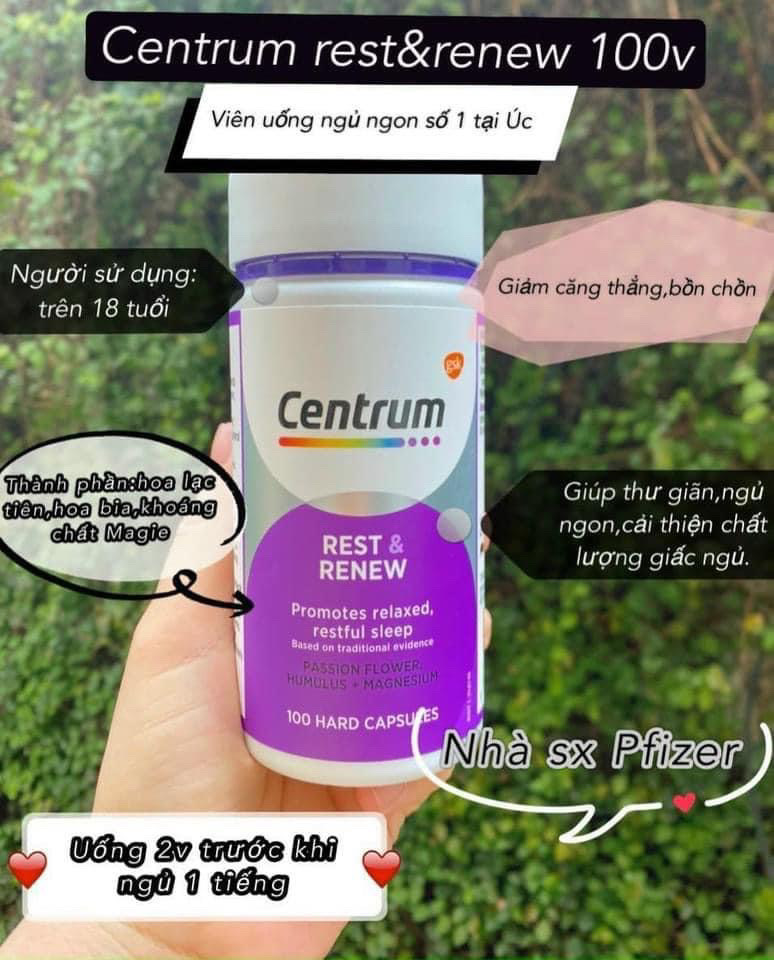 Centrum rest&renew 100v
Viên uống ngủ ngon số 1 tại Úc
Người sử dụng:
trên 18 tuổi
Giảm căng thẳng,bồn chồn
gsk
Centrum
Thành phần:hoa lạc
tiên,hoa bia,khoáng
chất Magie
Giúp thư giãn,ngủ
ngon,cải thiện chất
lượng giấc ngủ.
REST &
RENEW
Promotes relaxed,
restful sleep
Based on traditional evidence
PASSION FLOWER,
HUMULUS + MAGNESIUM
100 HARD CAPSULES
Nhà sx Pfizer
Uống 2v trước khi
ngủ 1 tiếng